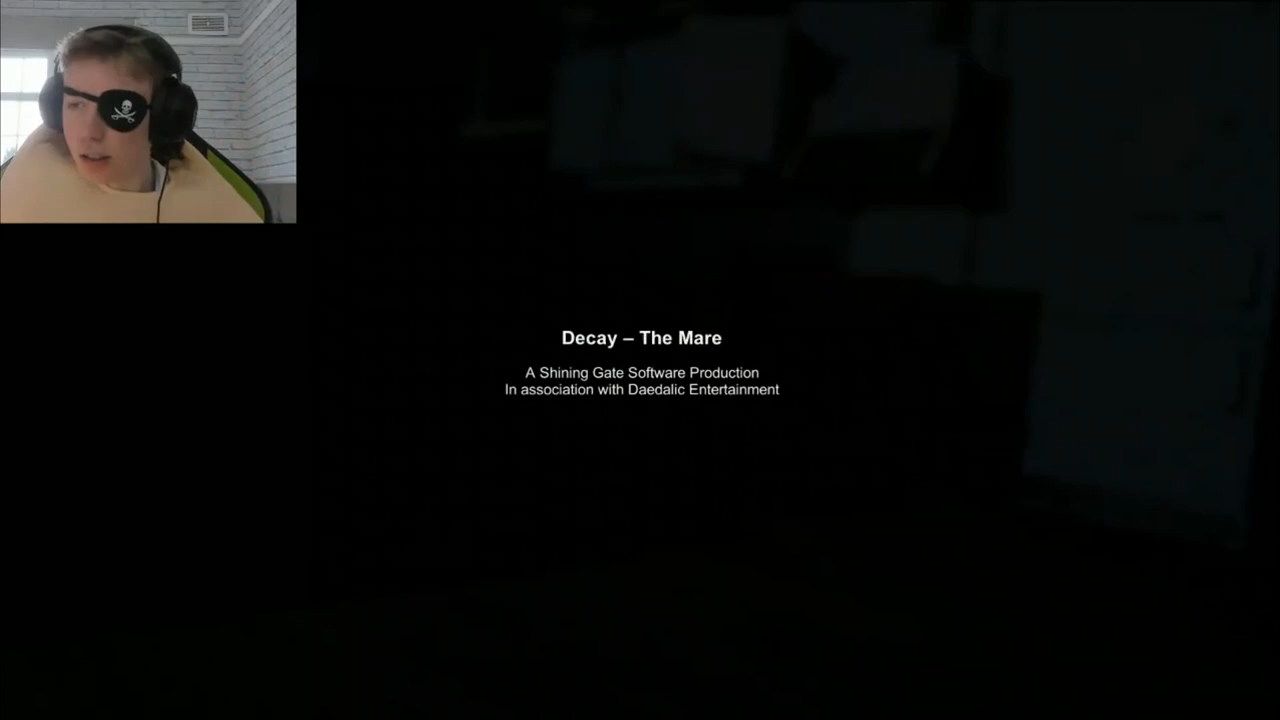 Decay – The Mare
A Shining Gate Software Production
In association with Daedalic Entertainment